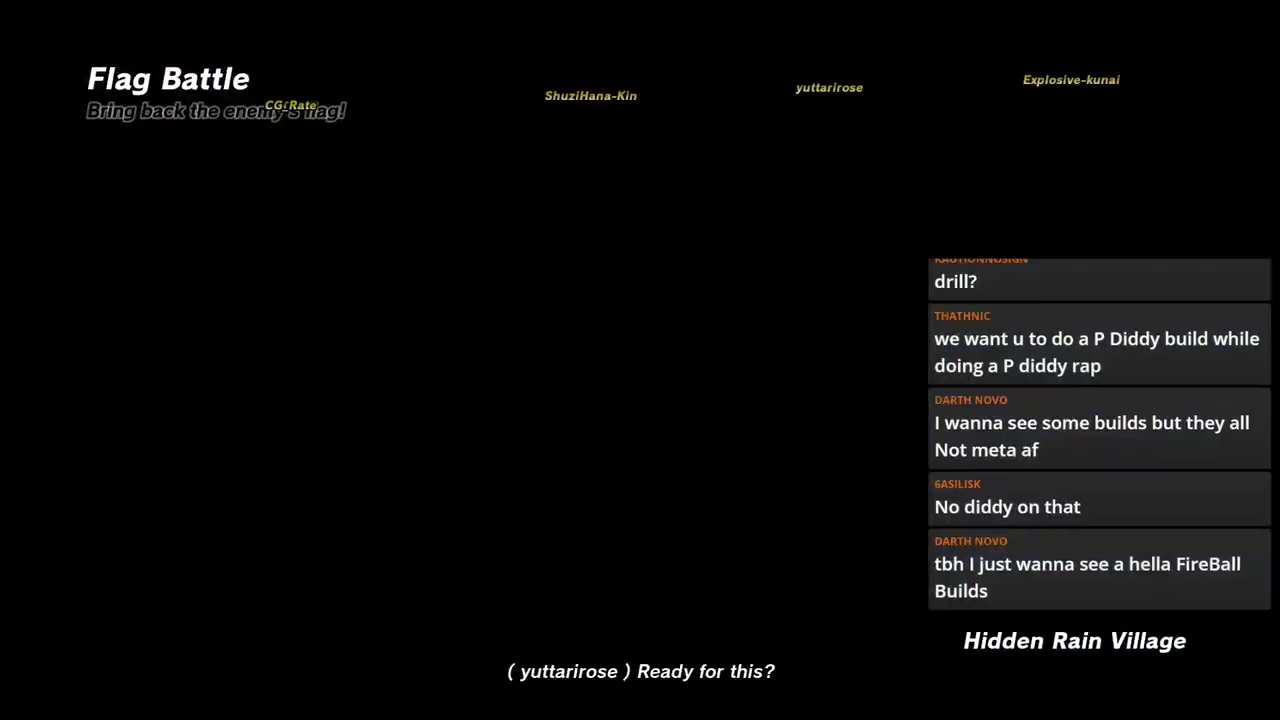 Flag Battle
Bring back the enemy's flag!
CG-Rate
ShuziHana-Kin
yuttarirose
Explosive-kunai
KAUTIONNOSIGN
drill?
THATHNIC
we want u to do a P Diddy build while
doing a P diddy rap
DARTH NOVO
I wanna see some builds but they all
Not meta af
6ASILISK
No diddy on that
DARTH NOVO
tbh I just wanna see a hella FireBall
Builds
Hidden Rain Village
( yuttarirose ) Ready for this?